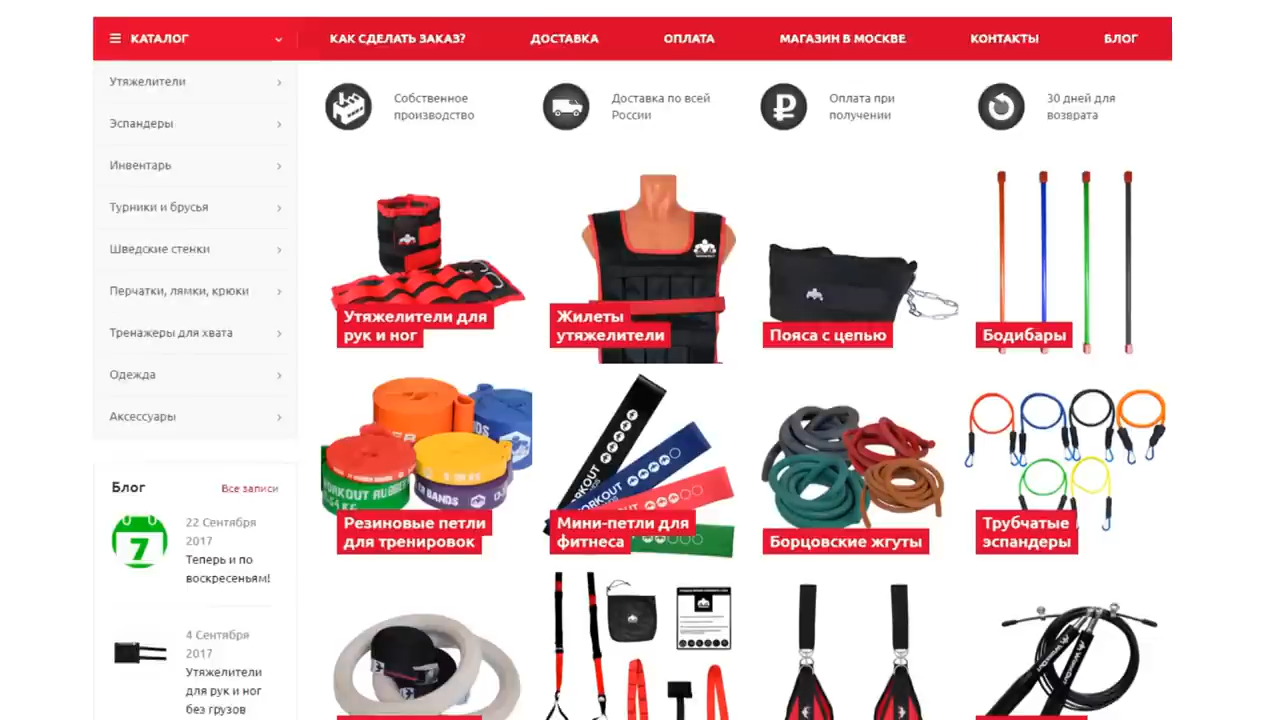 КАТАЛОГ
КАК СДЕЛАТЬ ЗАКАЗ?
ДОСТАВКА
ОПЛАТА
МАГАЗИН В МОСКВЕ
КОНТАКТЫ
БЛОГ
Утяжелители
Эспандеры
Инвентарь
Турники и брусья
Шведские стенки
Перчатки, лямки, крюки
Тренажеры для хвата
Одежда
Аксессуары
Собственное
производство
Доставка по всей
России
Оплата при
получении
30 дней для
возврата
Утяжелители для
рук и ног
Жилеты
утяжелители
Пояса с цепью
Бодибары
Резиновые петли
для тренировок
Мини-петли для
фитнеса
Борцовские жгуты
Трубчатые
эспандеры
WORKOUT
Блог
Все записи
7
22 Сентября
2017
Теперь и по
воскресеньям!
4 Сентября
2017
Утяжелители
для рук и ног
без грузов